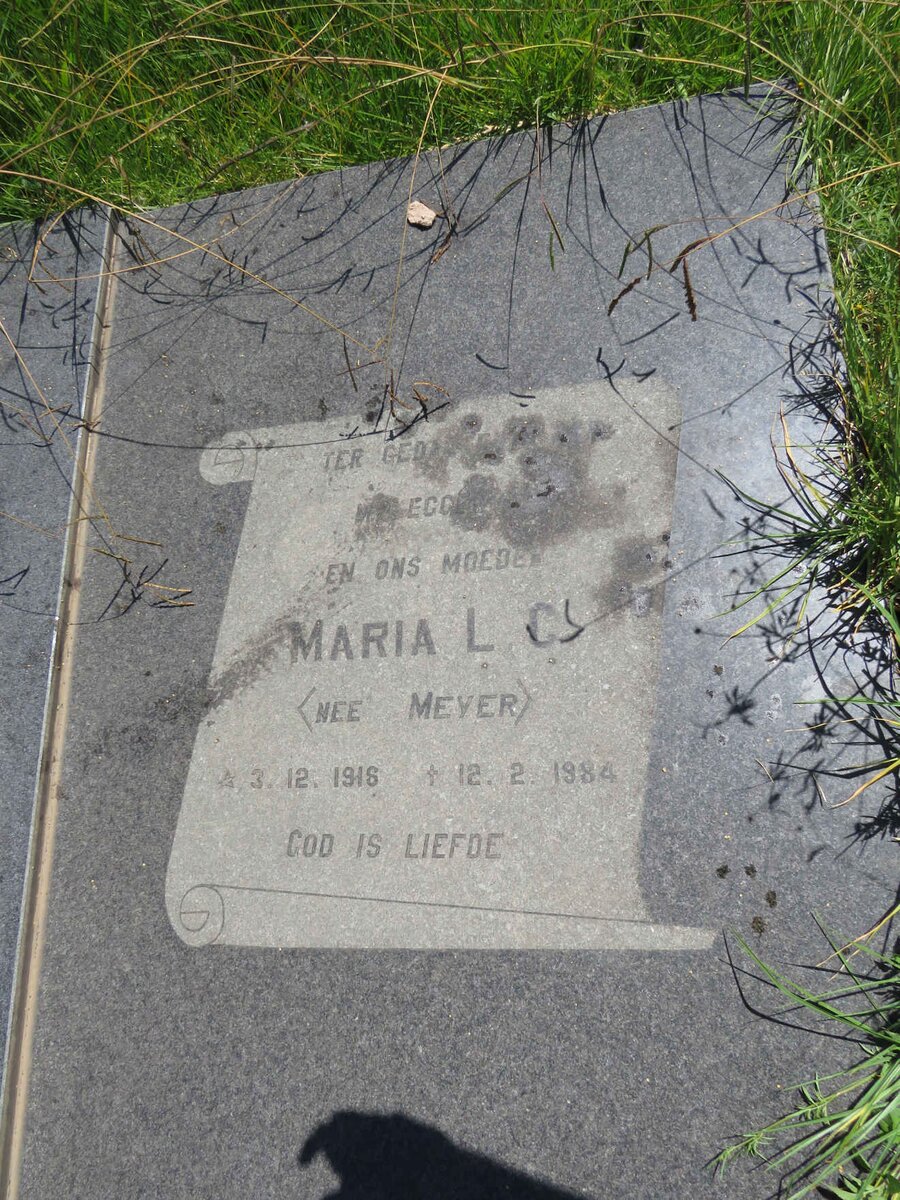 TER
EN ONS MOEDER
MARIA L
(NEE MEYER)
☆ 3. 12. 1916 ✝ 12. 2. 1984
GOD IS LIEFDE